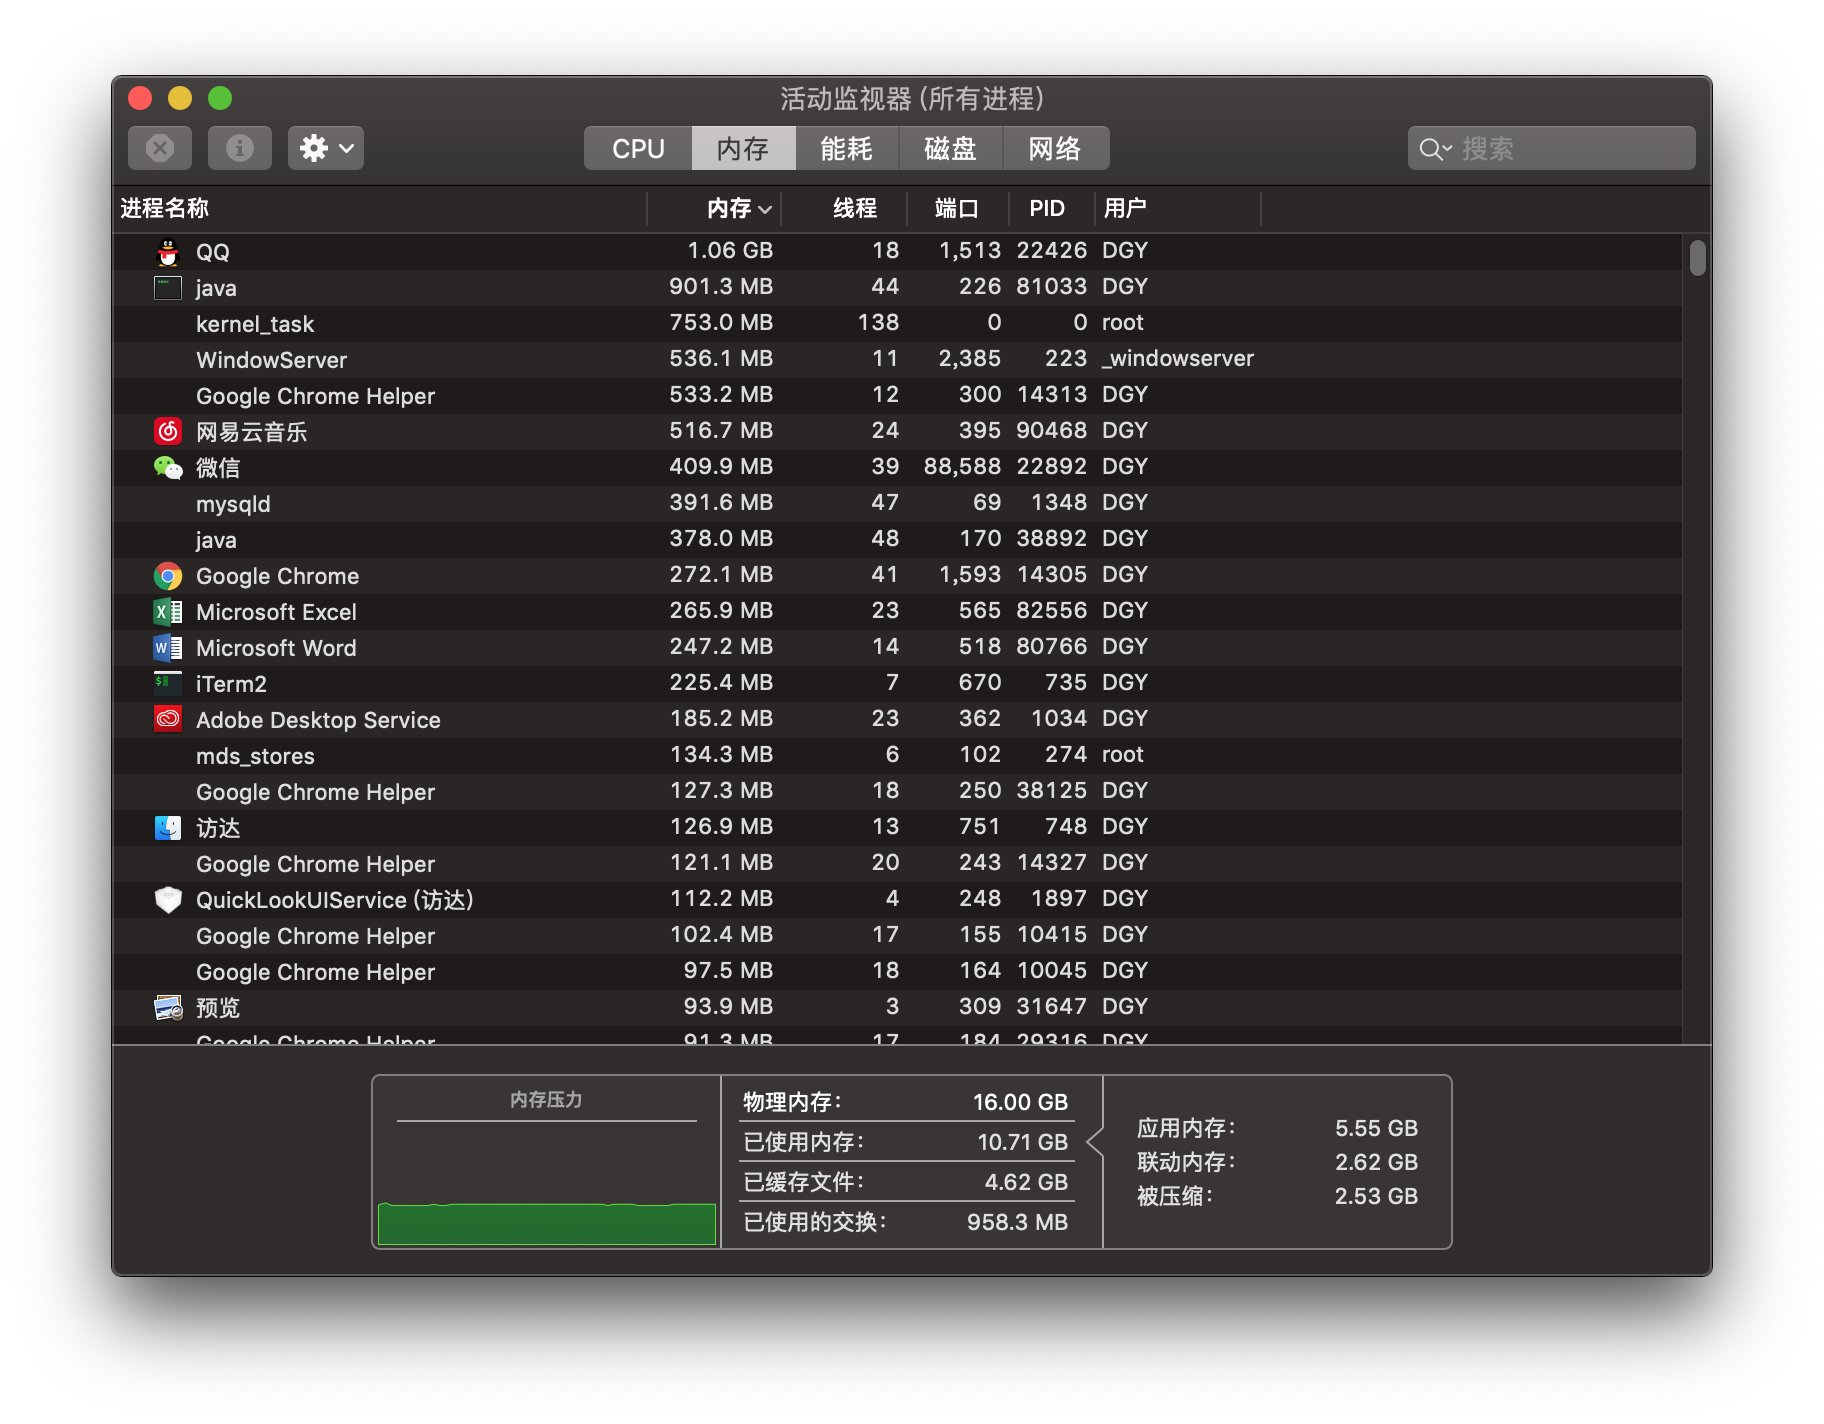 活动监视器 (所有进程)
CPU 内存 能耗 磁盘 网络 搜索
进程名称 内存 线程 端口 PID 用户
QQ 1.06 GB 18 1,513 22426 DGY
java 901.3 MB 44 226 81033 DGY
kernel_task 753.0 MB 138 0 0 root
WindowServer 536.1 MB 11 2,385 223 _windowserver
Google Chrome Helper 533.2 MB 12 300 14313 DGY
网易云音乐 516.7 MB 24 395 90468 DGY
微信 409.9 MB 39 88,588 22892 DGY
mysqld 391.6 MB 47 69 1348 DGY
java 378.0 MB 48 170 38892 DGY
Google Chrome 272.1 MB 41 1,593 14305 DGY
Microsoft Excel 265.9 MB 23 565 82556 DGY
Microsoft Word 247.2 MB 14 518 80766 DGY
iTerm2 225.4 MB 7 670 735 DGY
Adobe Desktop Service 185.2 MB 23 362 1034 DGY
mds_stores 134.3 MB 6 102 274 root
Google Chrome Helper 127.3 MB 18 250 38125 DGY
访达 126.9 MB 13 751 748 DGY
Google Chrome Helper 121.1 MB 20 243 14327 DGY
QuickLookUIService (访达) 112.2 MB 4 248 1897 DGY
Google Chrome Helper 102.4 MB 17 155 10415 DGY
Google Chrome Helper 97.5 MB 18 164 10045 DGY
预览 93.9 MB 3 309 31647 DGY
Google Chrome Helper 91.3 MB 17 184 29316 DGY
内存压力
物理内存: 16.00 GB
已使用内存: 10.71 GB
已缓存文件: 4.62 GB
已使用的交换: 958.3 MB
应用内存: 5.55 GB
联动内存: 2.62 GB
被压缩: 2.53 GB